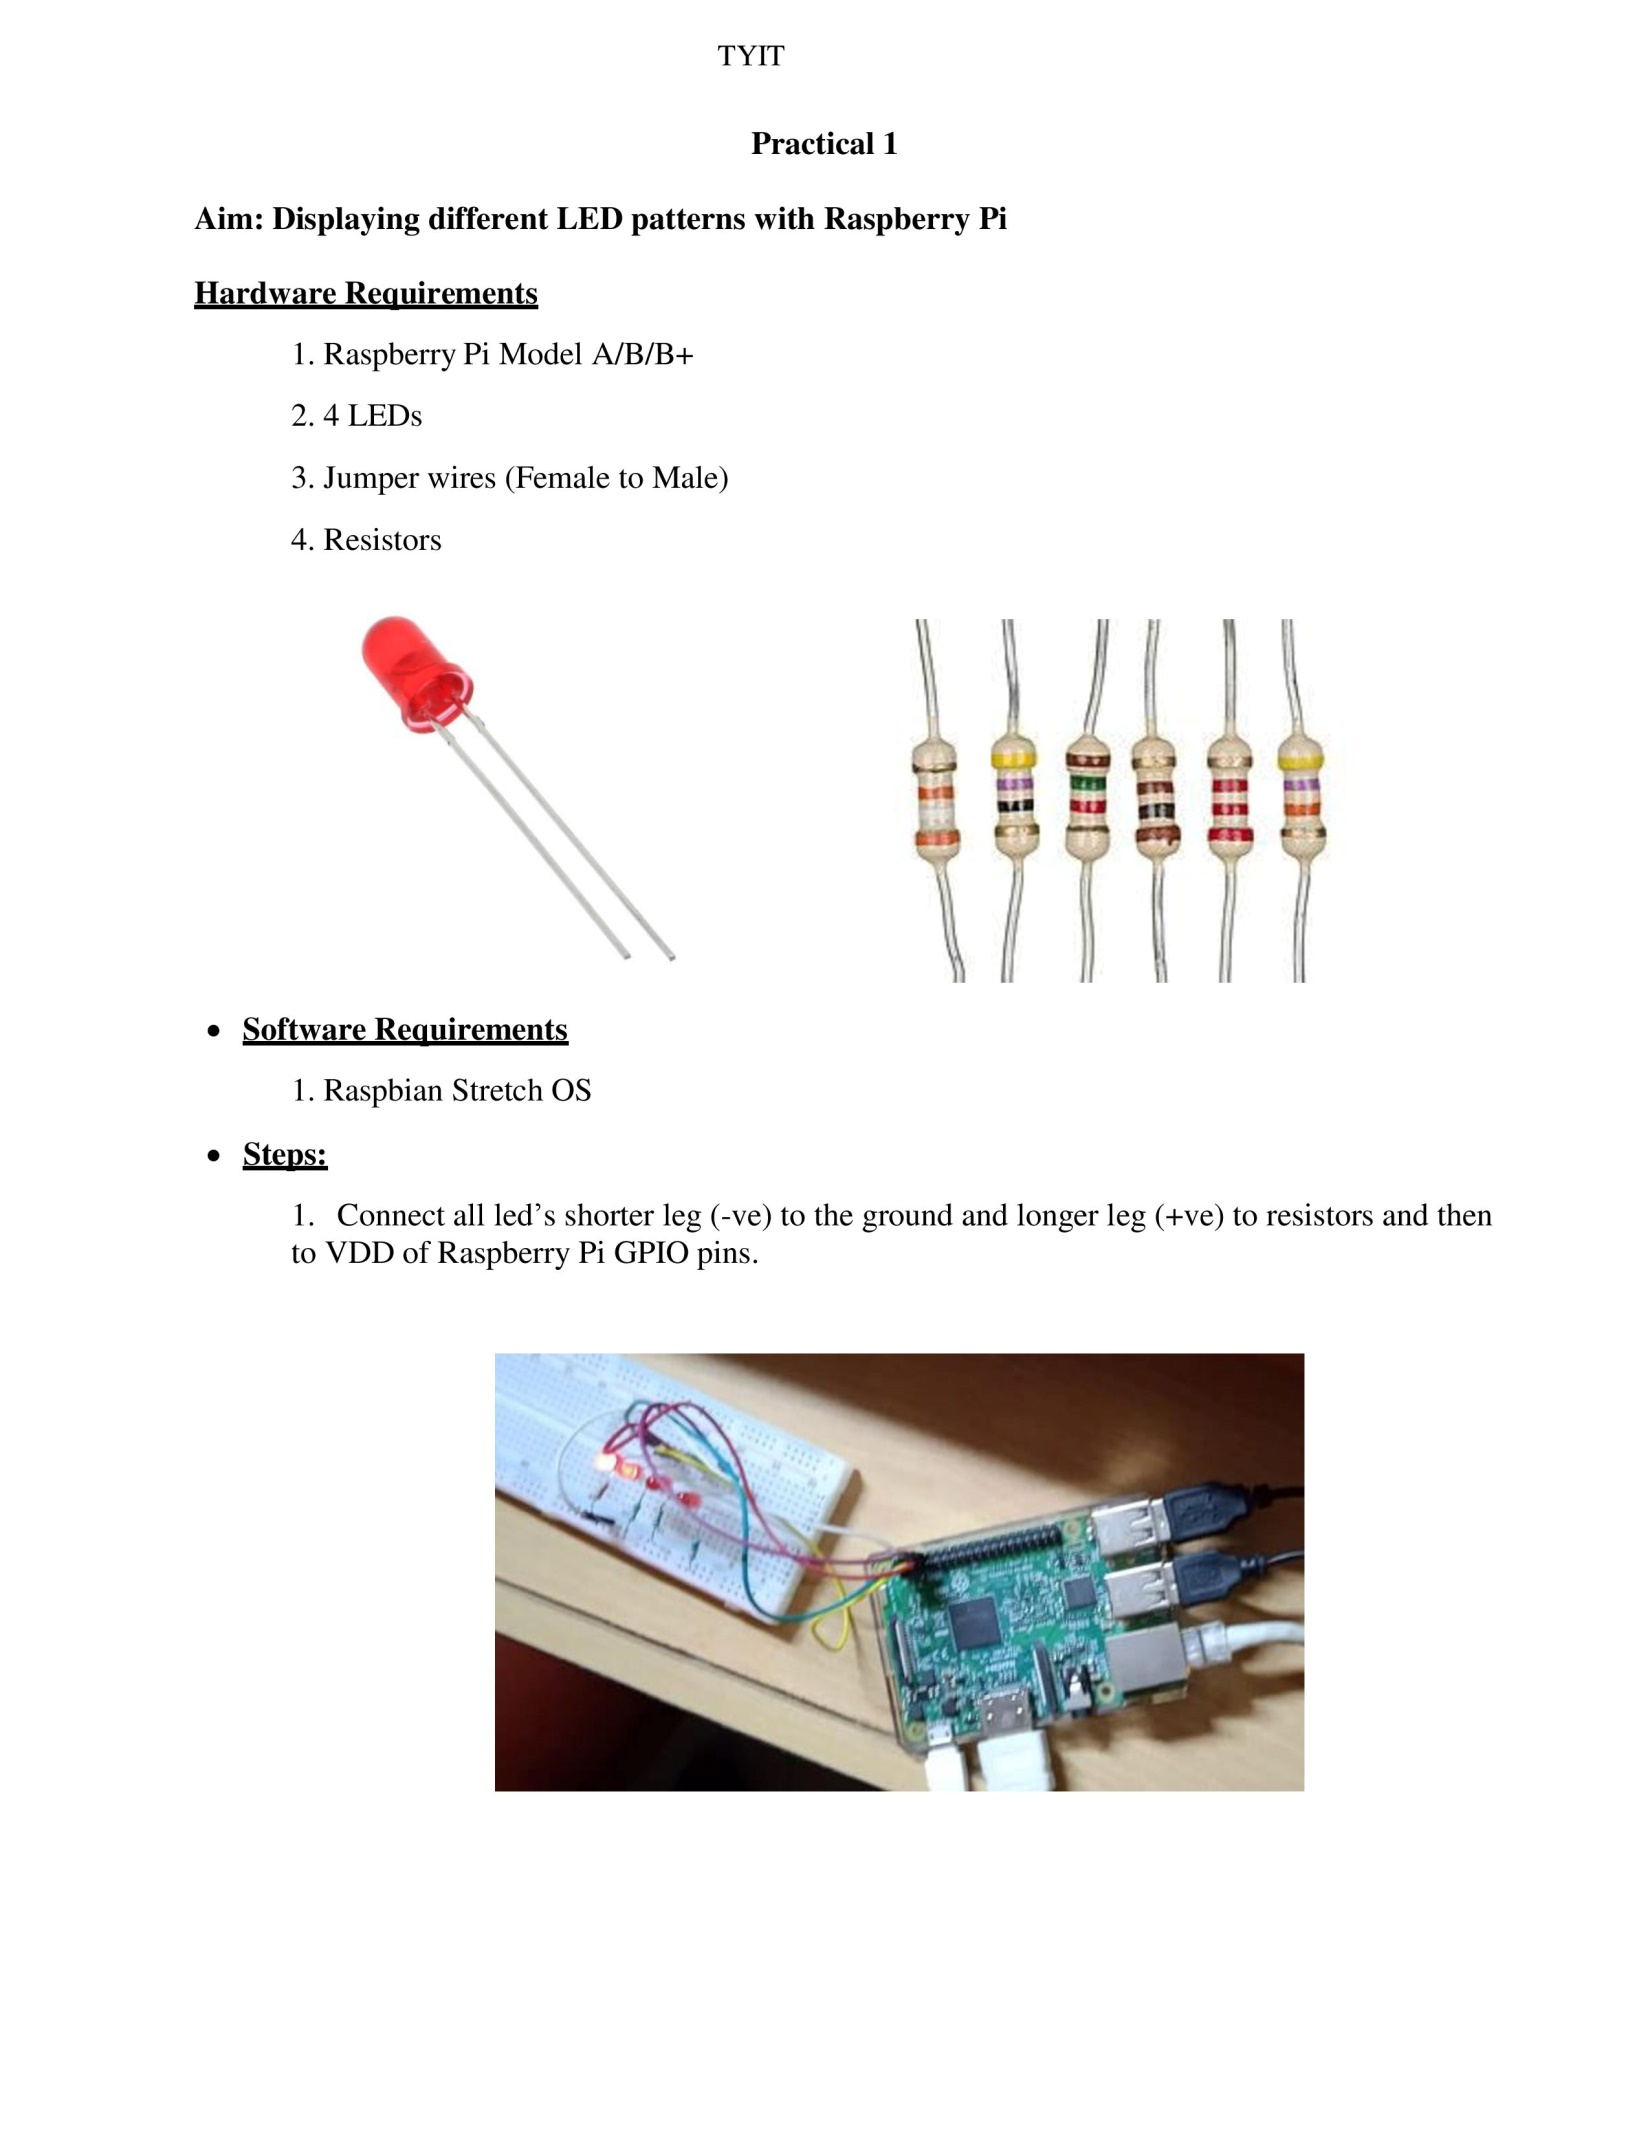 TYIT
Practical 1
Aim: Displaying different LED patterns with Raspberry Pi
Hardware Requirements
1. Raspberry Pi Model A/B/B+
2. 4 LEDs
3. Jumper wires (Female to Male)
4. Resistors
• Software Requirements
1. Raspbian Stretch OS
• Steps:
1. Connect all led’s shorter leg (-ve) to the ground and longer leg (+ve) to resistors and then
to VDD of Raspberry Pi GPIO pins.
HDMI